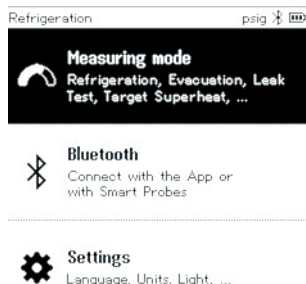 Refrigeration psig
Measuring mode
Refrigeration, Evacuation, Leak
Test, Target Superheat, ...
Bluetooth
Connect with the App or
with Smart Probes
Settings
Language, Units, Light, ...